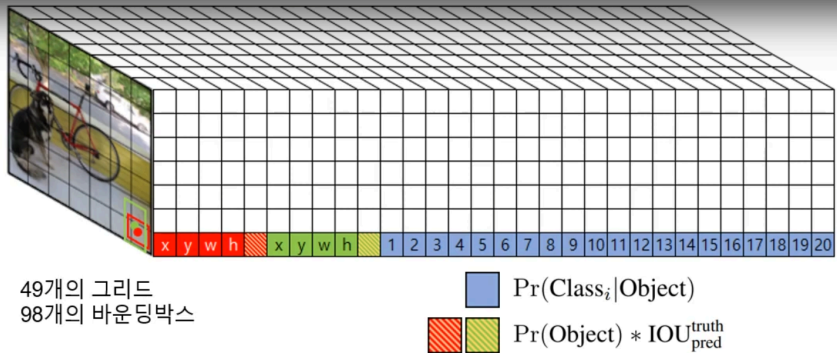 x y w h x y w h 1 2 3 4 5 6 7 8 9 10 11 12 13 14 15 16 17 18 19 20
49개의 그리드
98개의 바운딩박스
Pr(Classᵢ|Object)
Pr(Object) * IOU truth pred